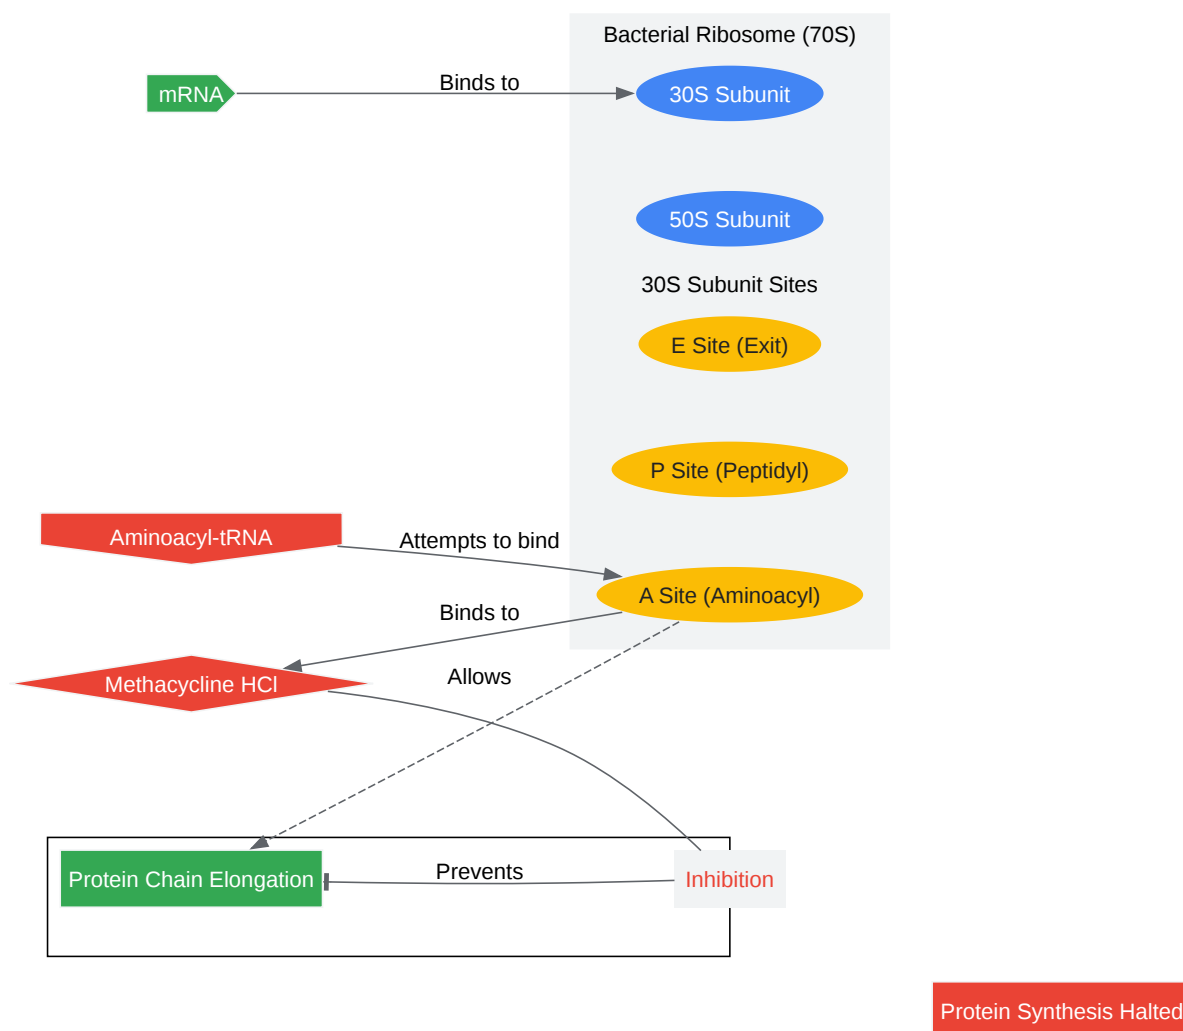 Bacterial Ribosome (70S)
mRNA
Binds to
30S Subunit
50S Subunit
30S Subunit Sites
E Site (Exit)
P Site (Peptidyl)
Aminoacyl-tRNA
Attempts to bind
A Site (Aminoacyl)
Binds to
Methacycline HCl
Allows
Protein Chain Elongation
Prevents
Inhibition
Protein Synthesis Halted